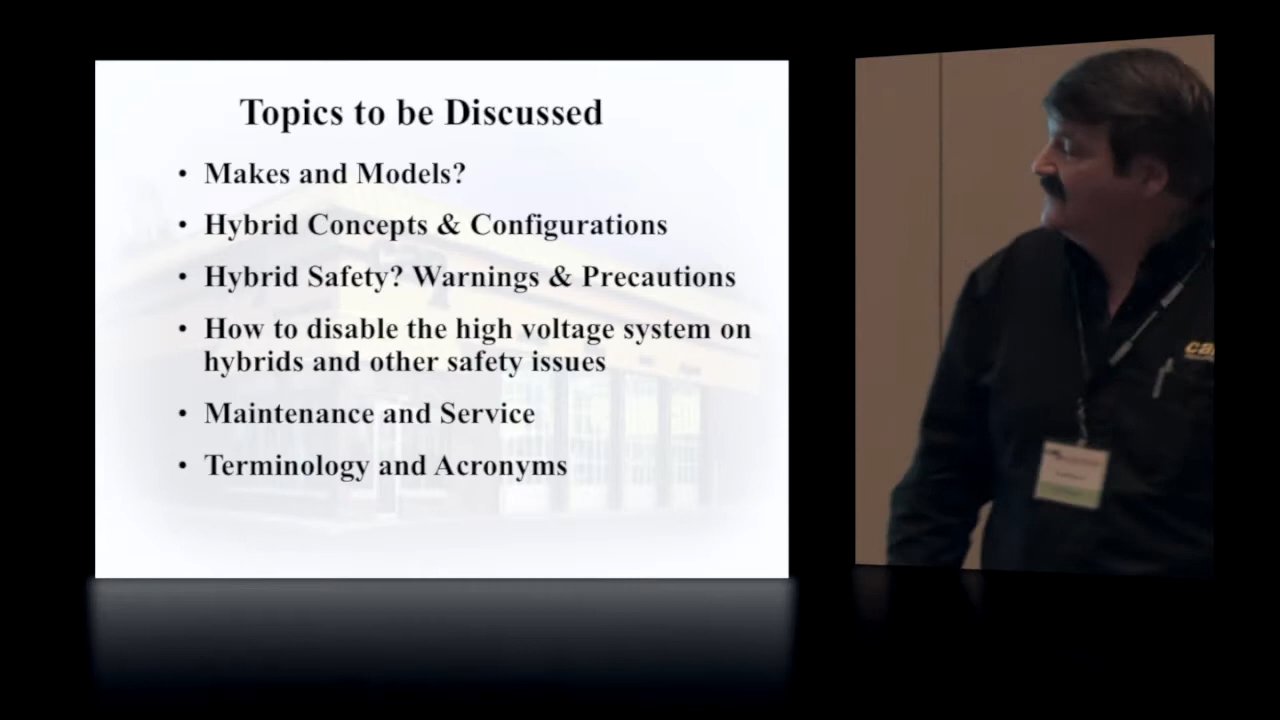 Topics to be Discussed
• Makes and Models?
• Hybrid Concepts & Configurations
• Hybrid Safety? Warnings & Precautions
• How to disable the high voltage system on
hybrids and other safety issues
• Maintenance and Service
• Terminology and Acronyms